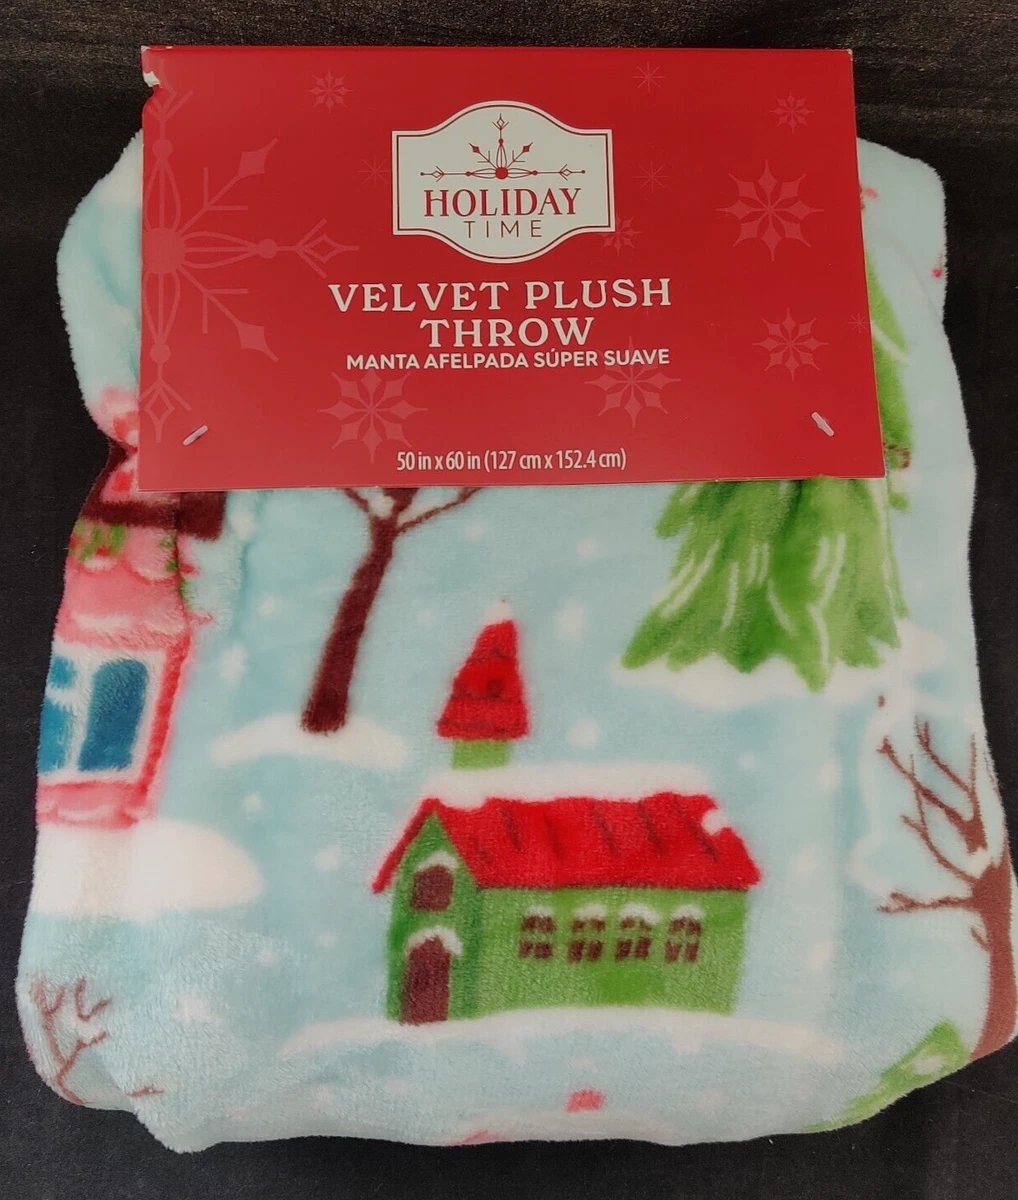 HOLIDAY
TIME
VELVET PLUSH
THROW
MANTA AFELPADA SÚPER SUAVE
50 in x 60 in (127 cm x 152.4 cm)